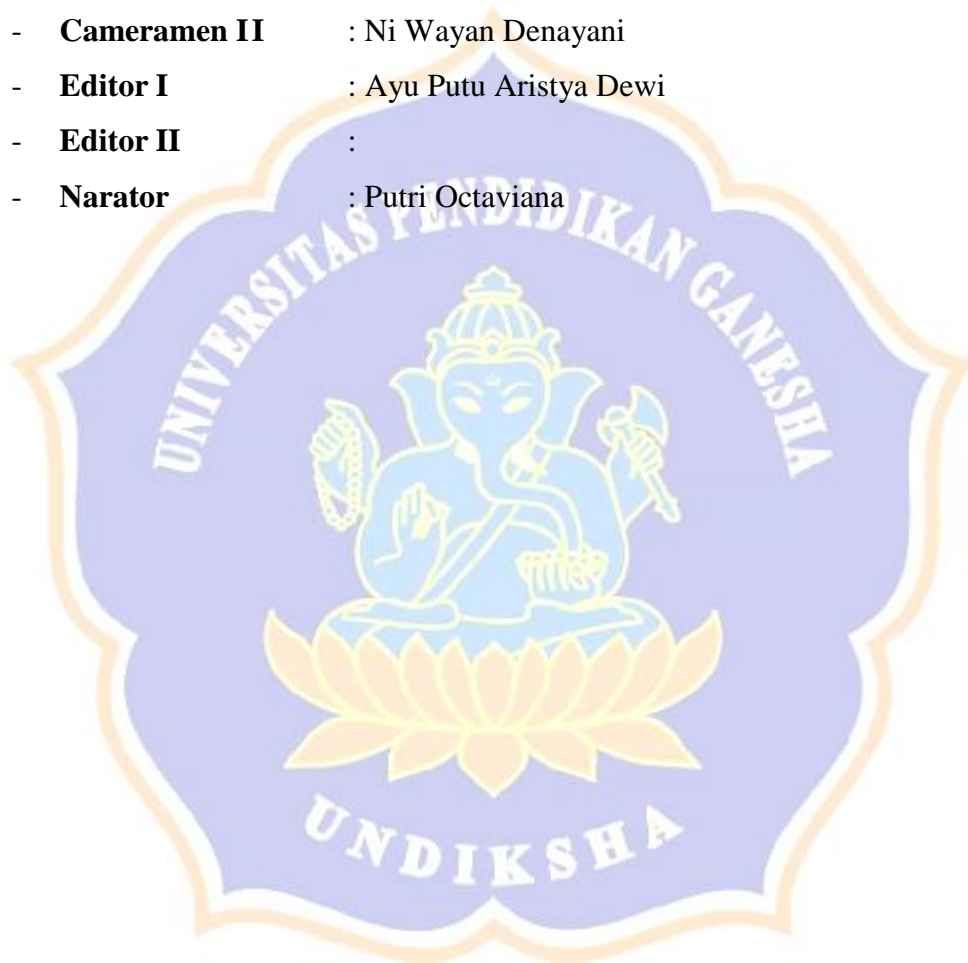 - Cameramen II : Ni Wayan Denayani
- Editor I : Ayu Putu Aristya Dewi
- Editor II :
- Narator : Putri Octaviana
UNIVERSITAS PENDIDIKAN GANESHA
UNDIKSHA